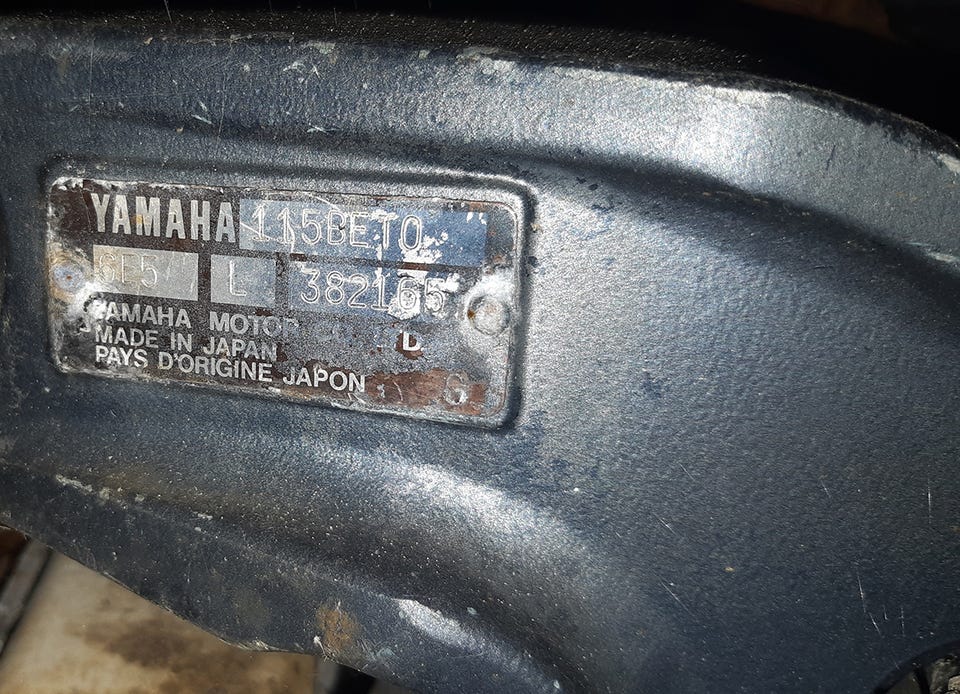 YAMAHA 115BETO
6E5 L 382165
YAMAHA MOTOR D
MADE IN JAPAN
PAYS D'ORIGINE JAPON G